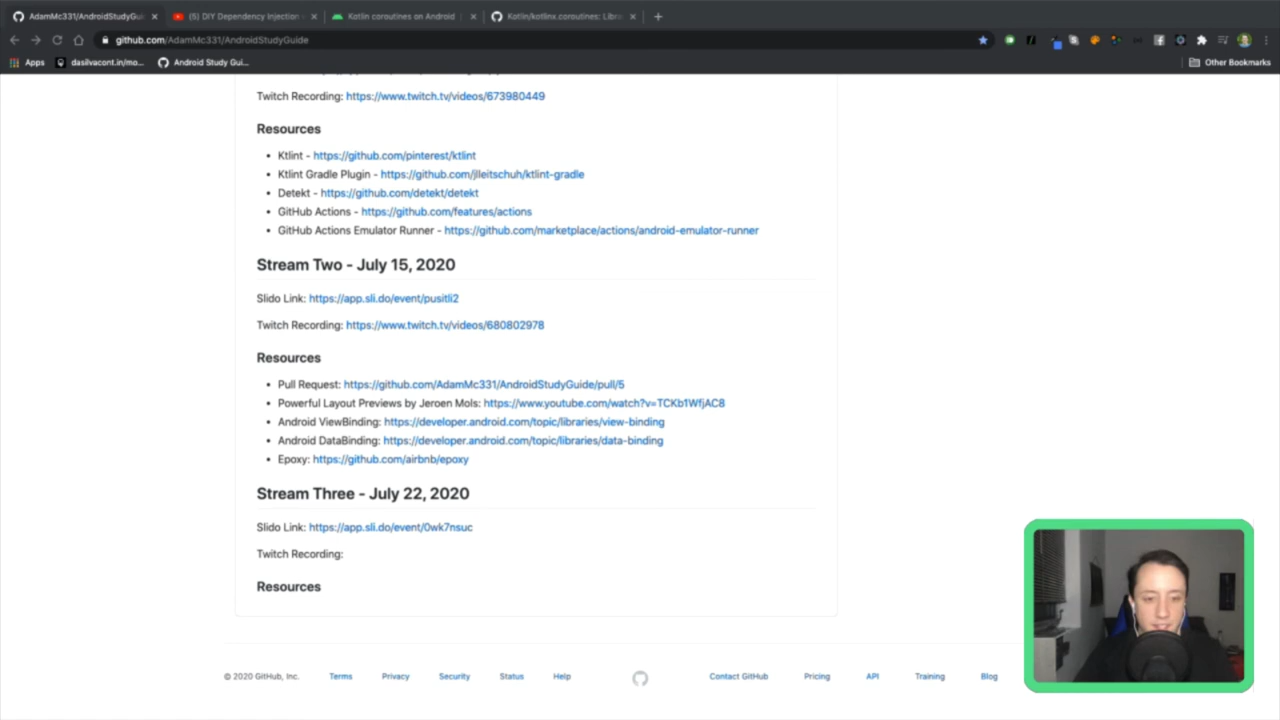 AdamMc331/AndroidStudyGui
(5) DIY Dependency Injection
Kotlin coroutines on Android
Kotlin/kotlinx.coroutines: Libra
github.com/AdamMc331/AndroidStudyGuide
Apps
dasilvacont.in/mo...
Android Study Gui...
Other Bookmarks
Twitch Recording: https://www.twitch.tv/videos/673980449
Resources
• Ktlint - https://github.com/pinterest/ktlint
• Ktlint Gradle Plugin - https://github.com/jlleitschuh/ktlint-gradle
• Detekt - https://github.com/detekt/detekt
• GitHub Actions - https://github.com/features/actions
• GitHub Actions Emulator Runner - https://github.com/marketplace/actions/android-emulator-runner
Stream Two - July 15, 2020
Slido Link: https://app.sli.do/event/pusitli2
Twitch Recording: https://www.twitch.tv/videos/680802978
Resources
• Pull Request: https://github.com/AdamMc331/AndroidStudyGuide/pull/5
• Powerful Layout Previews by Jeroen Mols: https://www.youtube.com/watch?v=TCKb1WfjAC8
• Android ViewBinding: https://developer.android.com/topic/libraries/view-binding
• Android DataBinding: https://developer.android.com/topic/libraries/data-binding
• Epoxy: https://github.com/airbnb/epoxy
Stream Three - July 22, 2020
Slido Link: https://app.sli.do/event/0wk7nsuc
Twitch Recording:
Resources
© 2020 GitHub, Inc.
Terms
Privacy
Security
Status
Help
Contact GitHub
Pricing
API
Training
Blog